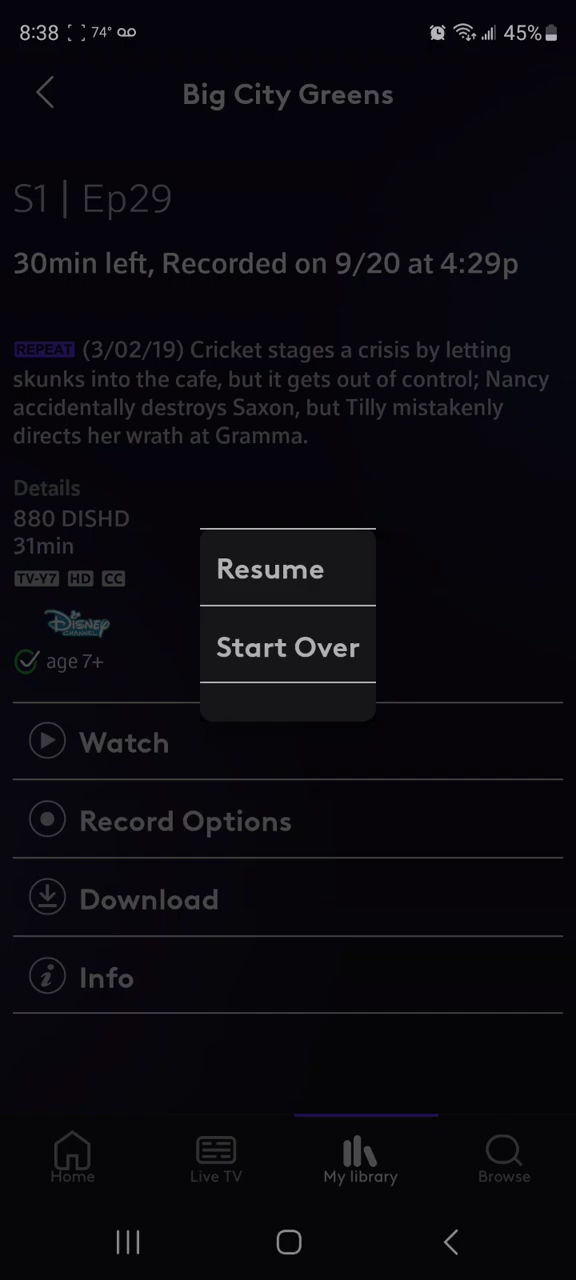 8:38 74° 45%
Big City Greens
S1 | Ep29
30min left, Recorded on 9/20 at 4:29p
REPEAT (3/02/19) Cricket stages a crisis by letting
skunks into the cafe, but it gets out of control; Nancy
accidentally destroys Saxon, but Tilly mistakenly
directs her wrath at Gramma.
Details
880 DISHD
31min
TV-Y7 HD CC
Disney
CHANNEL
age 7+
Resume
Start Over
Watch
Record Options
Download
Info
Home Live TV My library Browse